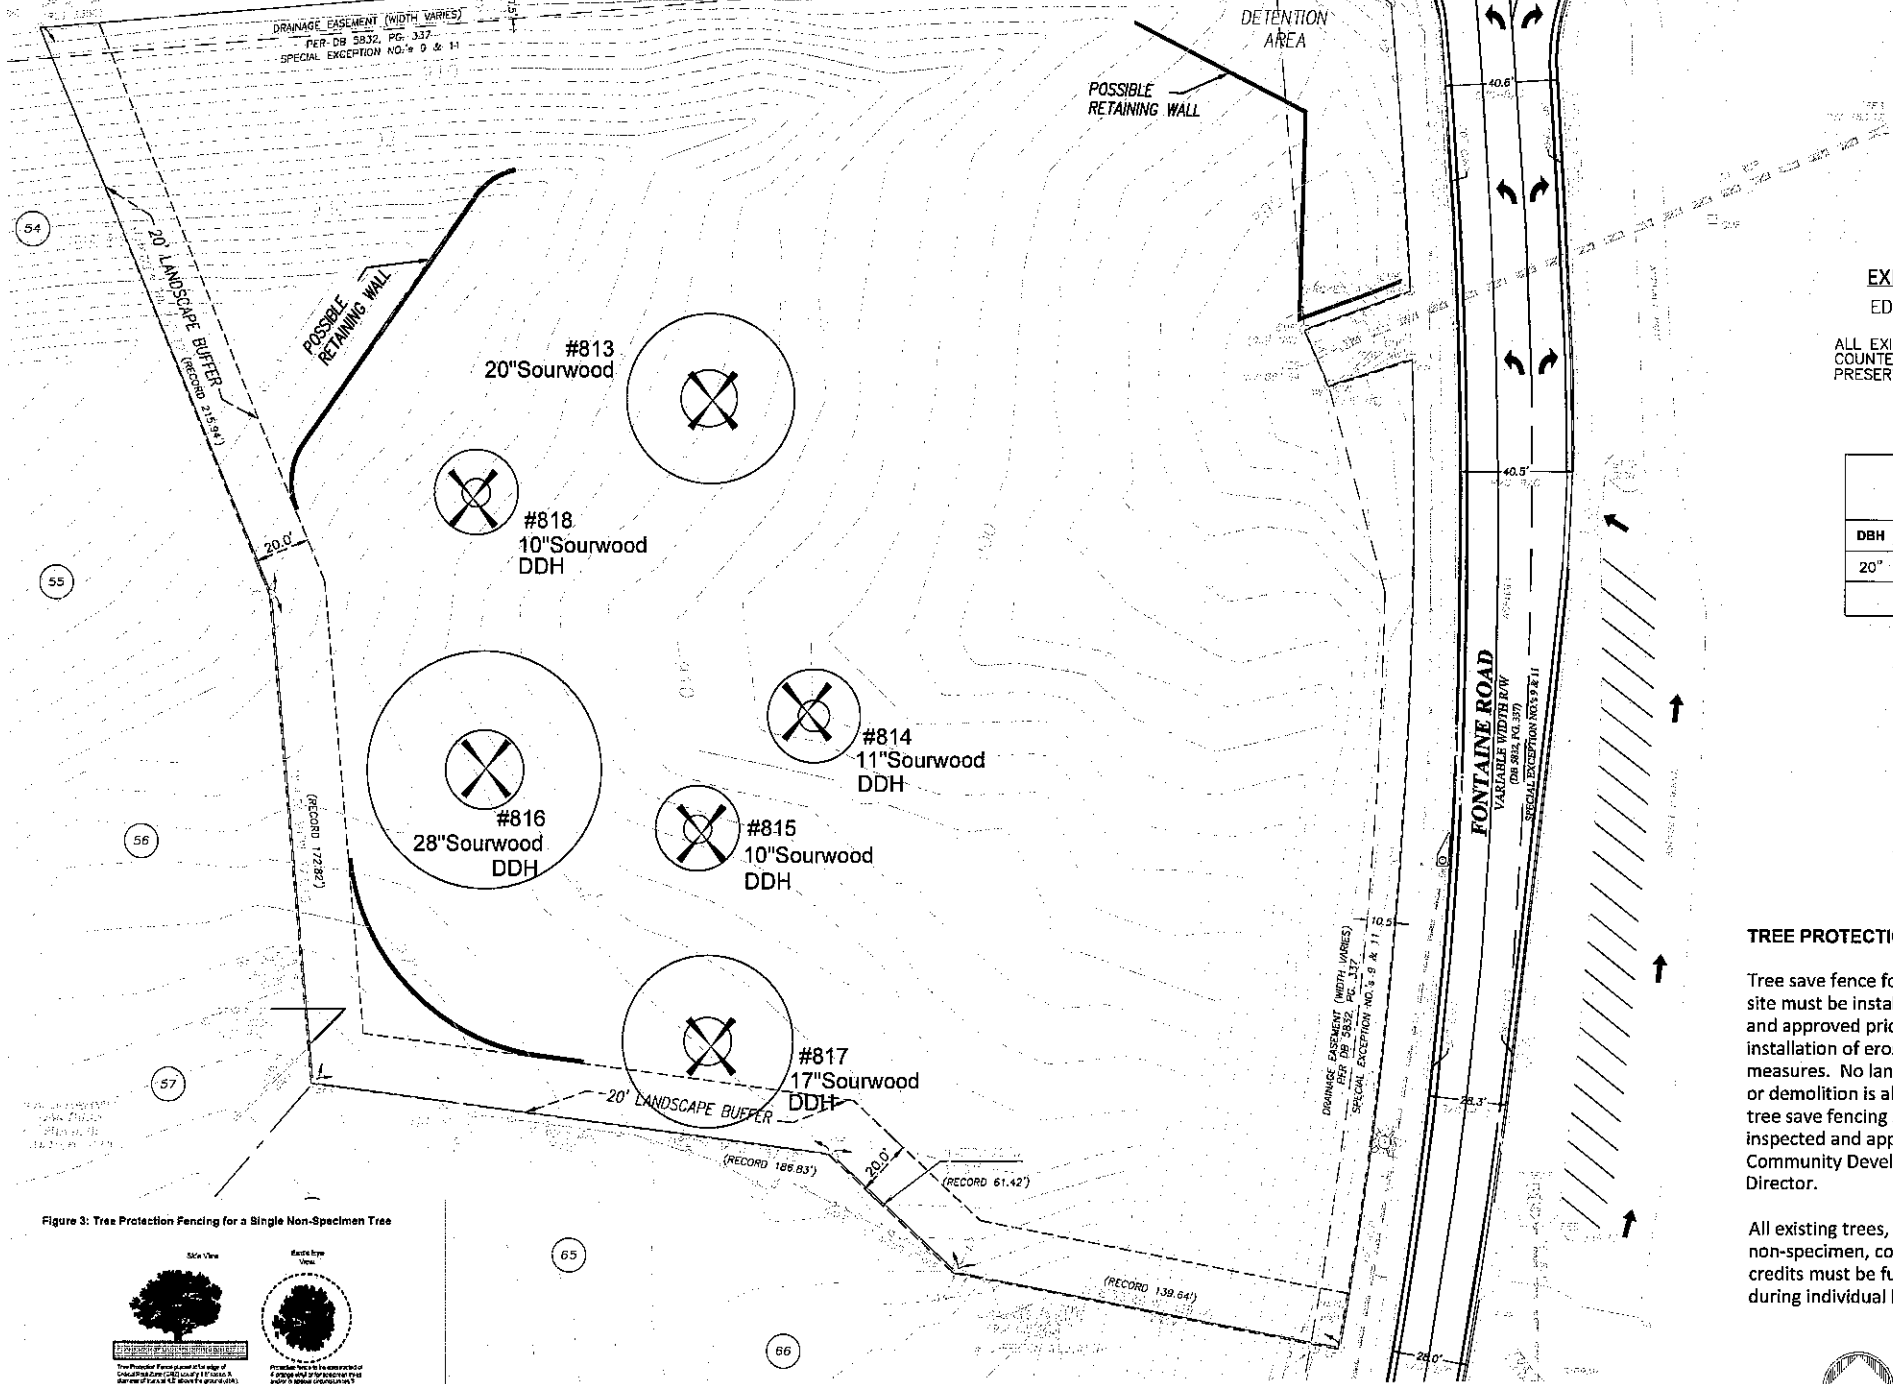 DRAINAGE EASEMENT (WIDTH VARIES)
PER DB 5832, PG. 337
SPECIAL EXCEPTION NO.'s 9 & 11
DETENTION
AREA
POSSIBLE
RETAINING WALL
40.6'
54
20' LANDSCAPE BUFFER
(RECORD 215.94')
POSSIBLE
RETAINING WALL
#813
20"Sourwood
#818
10"Sourwood
DDH
20.0'
55
40.5'
EX
ED
ALL EXI
COUNTE
PRESER
DBH
20"
#814
11"Sourwood
DDH
#816
28"Sourwood
DDH
#815
10"Sourwood
DDH
56
(RECORD 172.82')
FONTAINE ROAD
VARIABLE WIDTH R/W
(DB 5832, PG. 337)
SPECIAL EXCEPTION NO.'s 9 & 11
10.5
DRAINAGE EASEMENT (WIDTH VARIES)
PER DB 5832, PG. 337
SPECIAL EXCEPTION NO.'s 9 & 11
#817
17"Sourwood
DDH
57
20' LANDSCAPE BUFFER
(RECORD 186.83')
20.0'
(RECORD 61.42')
28.3'
(RECORD 139.64')
28.0'
65
66
TREE PROTECTI
Tree save fence fo
site must be insta
and approved pri
installation of ero
measures. No lan
or demolition is al
tree save fencing
inspected and app
Community Devel
Director.
All existing trees,
non-specimen, co
credits must be fu
during individual
Figure 3: Tree Protection Fencing for a Single Non-Specimen Tree
Side View
View